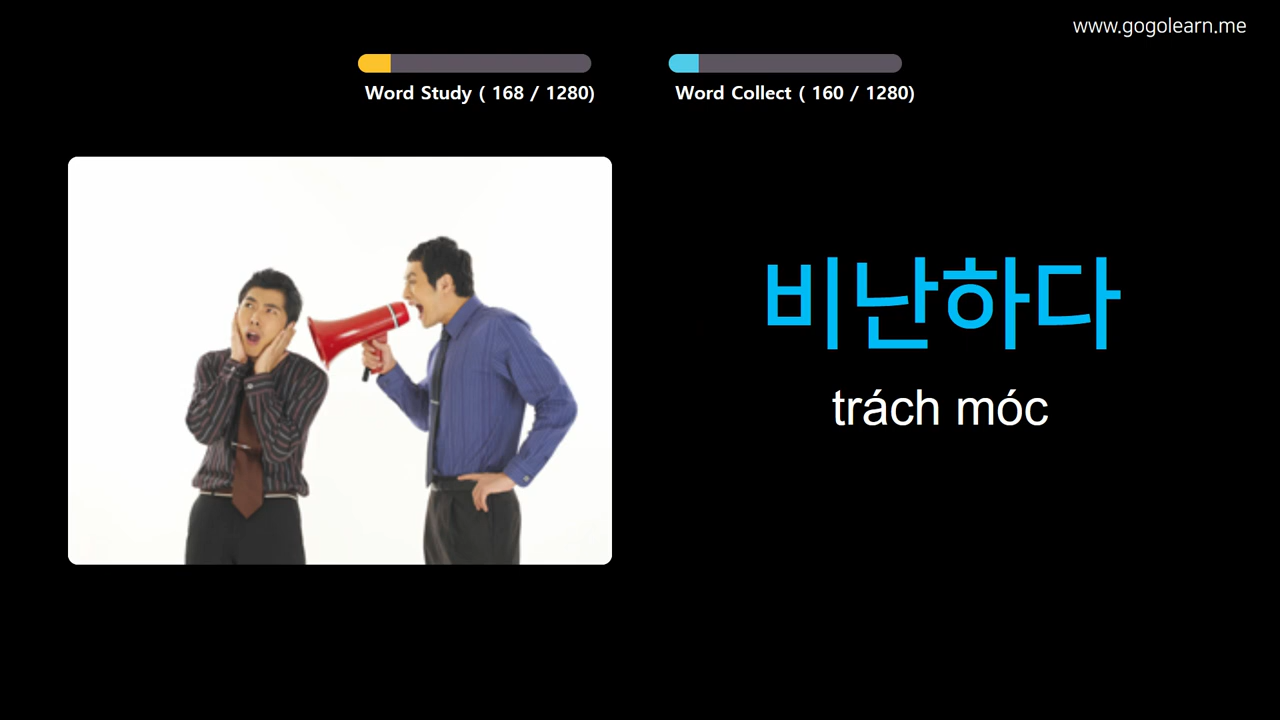 www.gogolearn.me
Word Study ( 168 / 1280)
Word Collect ( 160 / 1280)
비난하다
trách móc